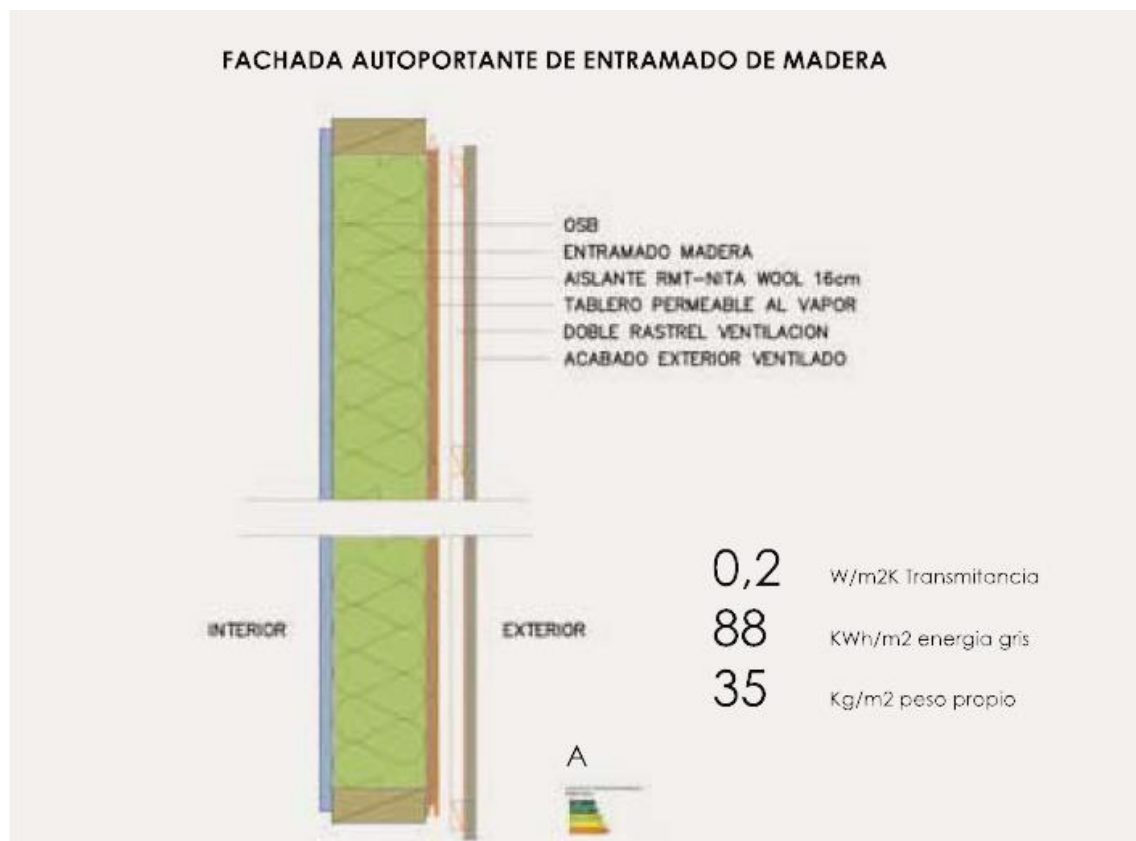 FACHADA AUTOPORTANTE DE ENTRAMADO DE MADERA
OSB
ENTRAMADO MADERA
AISLANTE RMT-NITA WOOL 16cm
TABLERO PERMEABLE AL VAPOR
DOBLE RASTREL VENTILACION
ACABADO EXTERIOR VENTILADO
INTERIOR
EXTERIOR
0,2 W/m2K Transmitancia
88 KWh/m2 energia gris
35 Kg/m2 peso propio
A